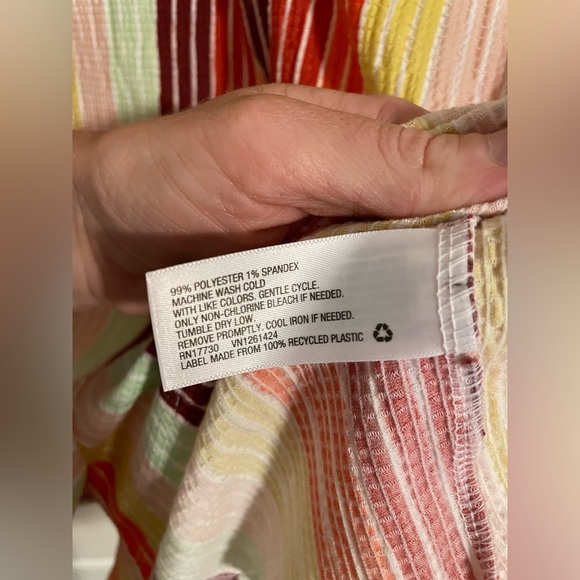 99% POLYESTER 1% SPANDEX
MACHINE WASH COLD
WITH LIKE COLORS. GENTLE CYCLE.
ONLY NON-CHLORINE BLEACH IF NEEDED.
TUMBLE DRY LOW.
REMOVE PROMPTLY. COOL IRON IF NEEDED.
RN17730 VN1261424
LABEL MADE FROM 100% RECYCLED PLASTIC